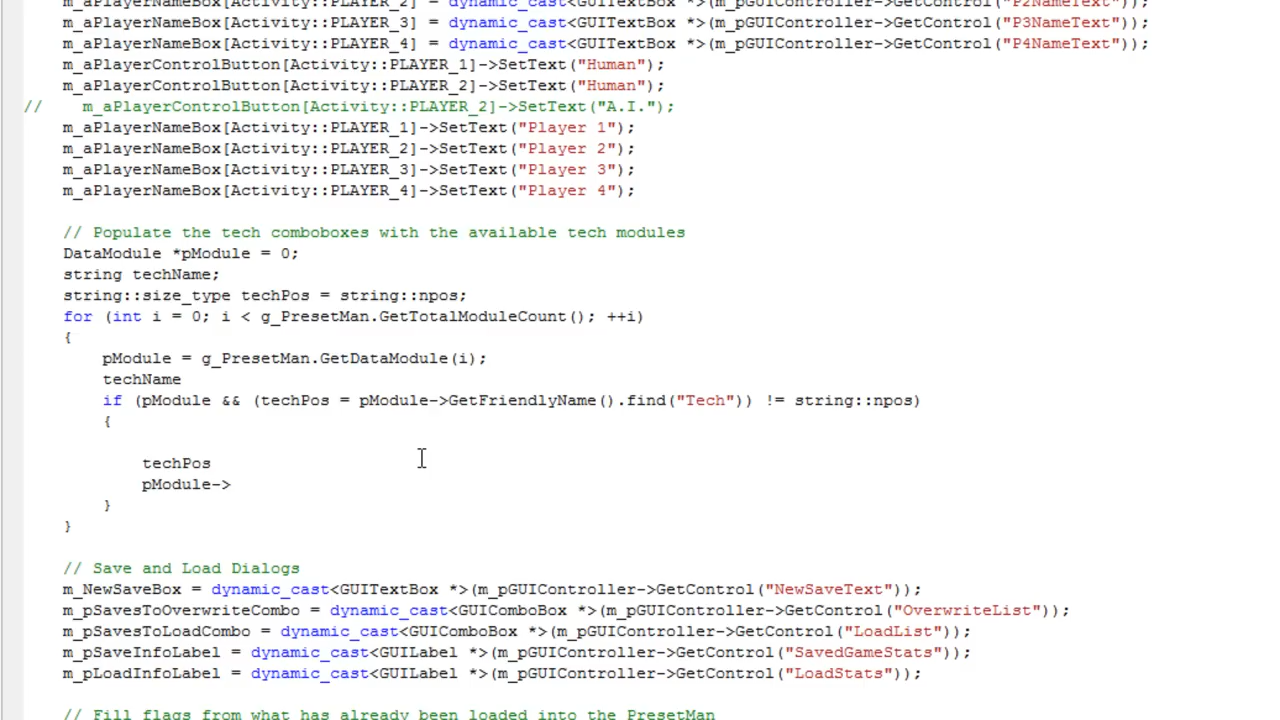 m_aPlayerNameBox[Activity::PLAYER_2] = dynamic_cast<GUITextBox *>(m_pGUIController->GetControl("P2NameText"));
m_aPlayerNameBox[Activity::PLAYER_3] = dynamic_cast<GUITextBox *>(m_pGUIController->GetControl("P3NameText"));
m_aPlayerNameBox[Activity::PLAYER_4] = dynamic_cast<GUITextBox *>(m_pGUIController->GetControl("P4NameText"));
m_aPlayerControlButton[Activity::PLAYER_1]->SetText("Human");
m_aPlayerControlButton[Activity::PLAYER_2]->SetText("Human");
//    m_aPlayerControlButton[Activity::PLAYER_2]->SetText("A.I.");
m_aPlayerNameBox[Activity::PLAYER_1]->SetText("Player 1");
m_aPlayerNameBox[Activity::PLAYER_2]->SetText("Player 2");
m_aPlayerNameBox[Activity::PLAYER_3]->SetText("Player 3");
m_aPlayerNameBox[Activity::PLAYER_4]->SetText("Player 4");
// Populate the tech comboboxes with the available tech modules
DataModule *pModule = 0;
string techName;
string::size_type techPos = string::npos;
for (int i = 0; i < g_PresetMan.GetTotalModuleCount(); ++i)
{
pModule = g_PresetMan.GetDataModule(i);
techName
if (pModule && (techPos = pModule->GetFriendlyName().find("Tech")) != string::npos)
{
techPos
pModule->
}
}
// Save and Load Dialogs
m_NewSaveBox = dynamic_cast<GUITextBox *>(m_pGUIController->GetControl("NewSaveText"));
m_pSavesToOverwriteCombo = dynamic_cast<GUIComboBox *>(m_pGUIController->GetControl("OverwriteList"));
m_pSavesToLoadCombo = dynamic_cast<GUIComboBox *>(m_pGUIController->GetControl("LoadList"));
m_pSaveInfoLabel = dynamic_cast<GUILabel *>(m_pGUIController->GetControl("SavedGameStats"));
m_pLoadInfoLabel = dynamic_cast<GUILabel *>(m_pGUIController->GetControl("LoadStats"));
// Fill flags from what has already been loaded into the PresetMan